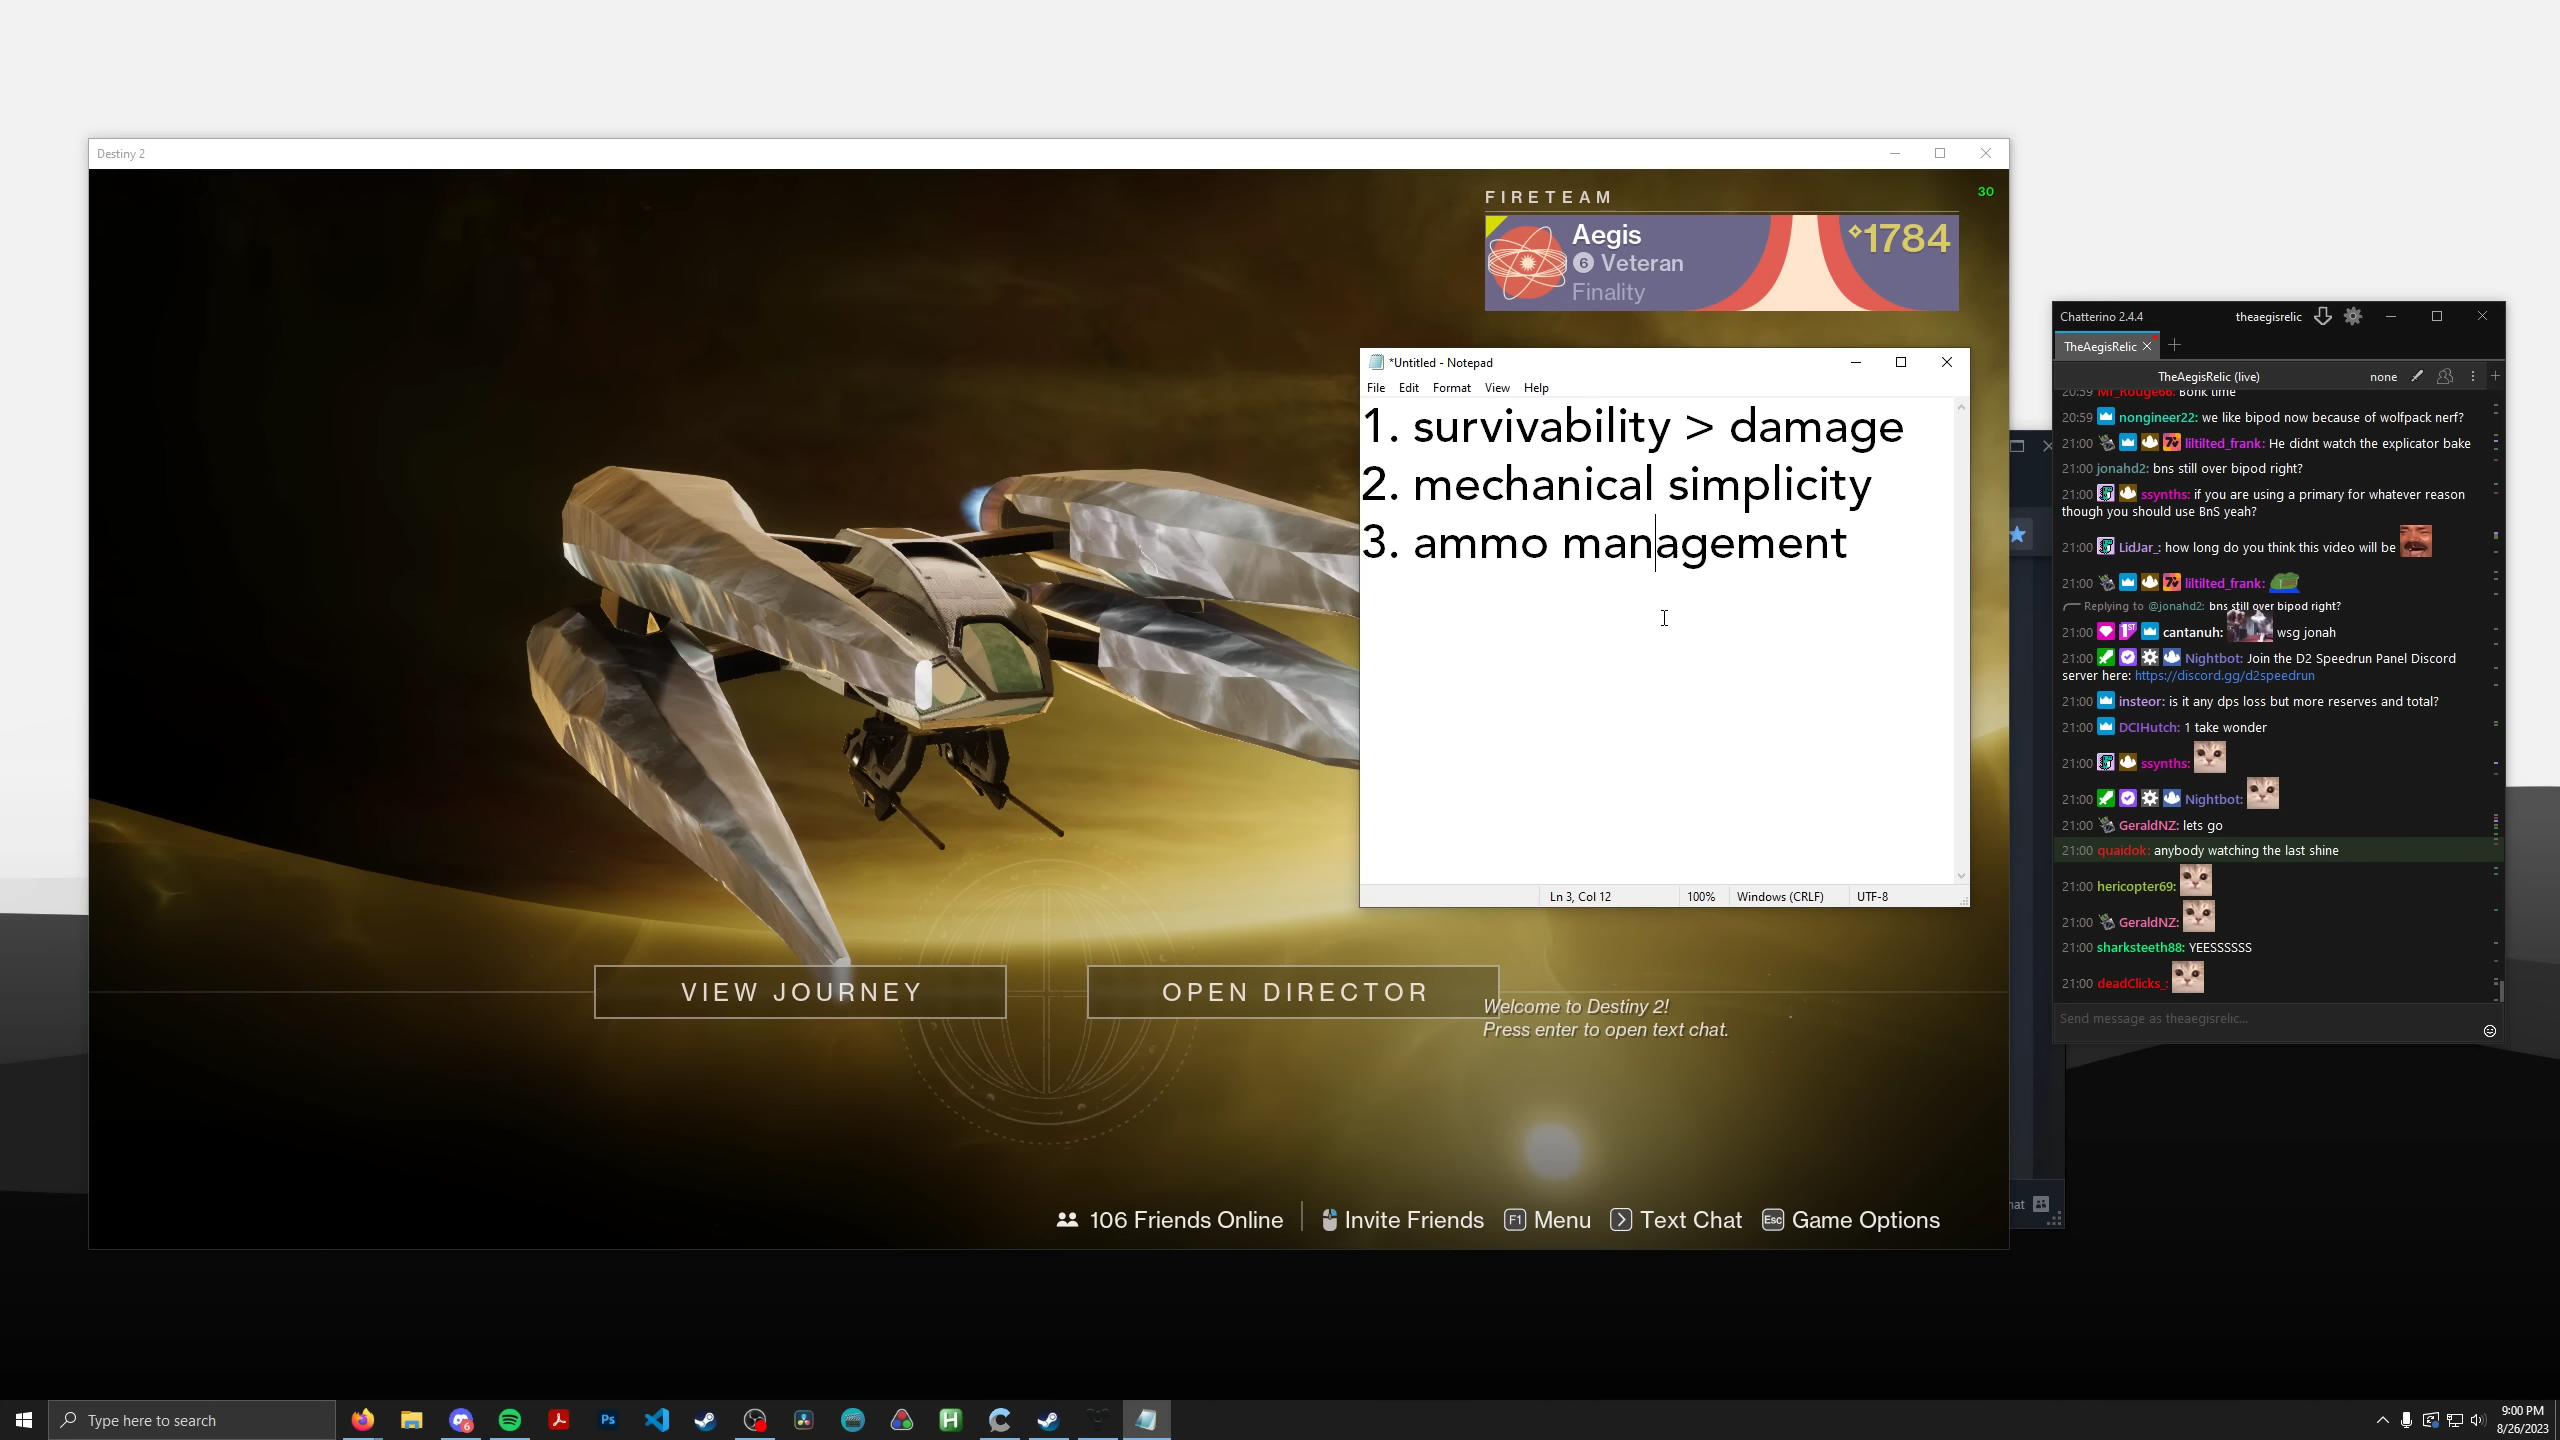 Destiny 2
FIRETEAM
30
Aegis
1784
6 Veteran
Finality
*Untitled - Notepad
File Edit Format View Help
1. survivability > damage
2. mechanical simplicity
3. ammo management
Ln 3, Col 12 100% Windows (CRLF) UTF-8
VIEW JOURNEY
OPEN DIRECTOR
Welcome to Destiny 2!
Press enter to open text chat.
106 Friends Online
Invite Friends
F1 Menu
Text Chat
Esc Game Options
Chatterino 2.4.4
theaegisrelic
TheAegisRelic
TheAegisRelic (live)
none
20:59 Mr_Rouge66: Bonk time
20:59 nongineer22: we like bipod now because of wolfpack nerf?
21:00 liltilted_frank: He didnt watch the explicator bake
21:00 jonahd2: bns still over bipod right?
21:00 ssynths: if you are using a primary for whatever reason
though you should use BnS yeah?
21:00 LidJar_: how long do you think this video will be
21:00 liltilted_frank:
Replying to @jonahd2: bns still over bipod right?
21:00 cantanuh: wsg jonah
21:00 Nightbot: Join the D2 Speedrun Panel Discord
server here: https://discord.gg/d2speedrun
21:00 insteor: is it any dps loss but more reserves and total?
21:00 DCIHutch: 1 take wonder
21:00 ssynths:
21:00 Nightbot:
21:00 GeraldNZ: lets go
21:00 quaidok: anybody watching the last shine
21:00 hericopter69:
21:00 GeraldNZ:
21:00 sharksteeth88: YEESSSSSS
21:00 deadClicks_:
Send message as theaegisrelic...
Type here to search
Ps
9:00 PM
8/26/2023